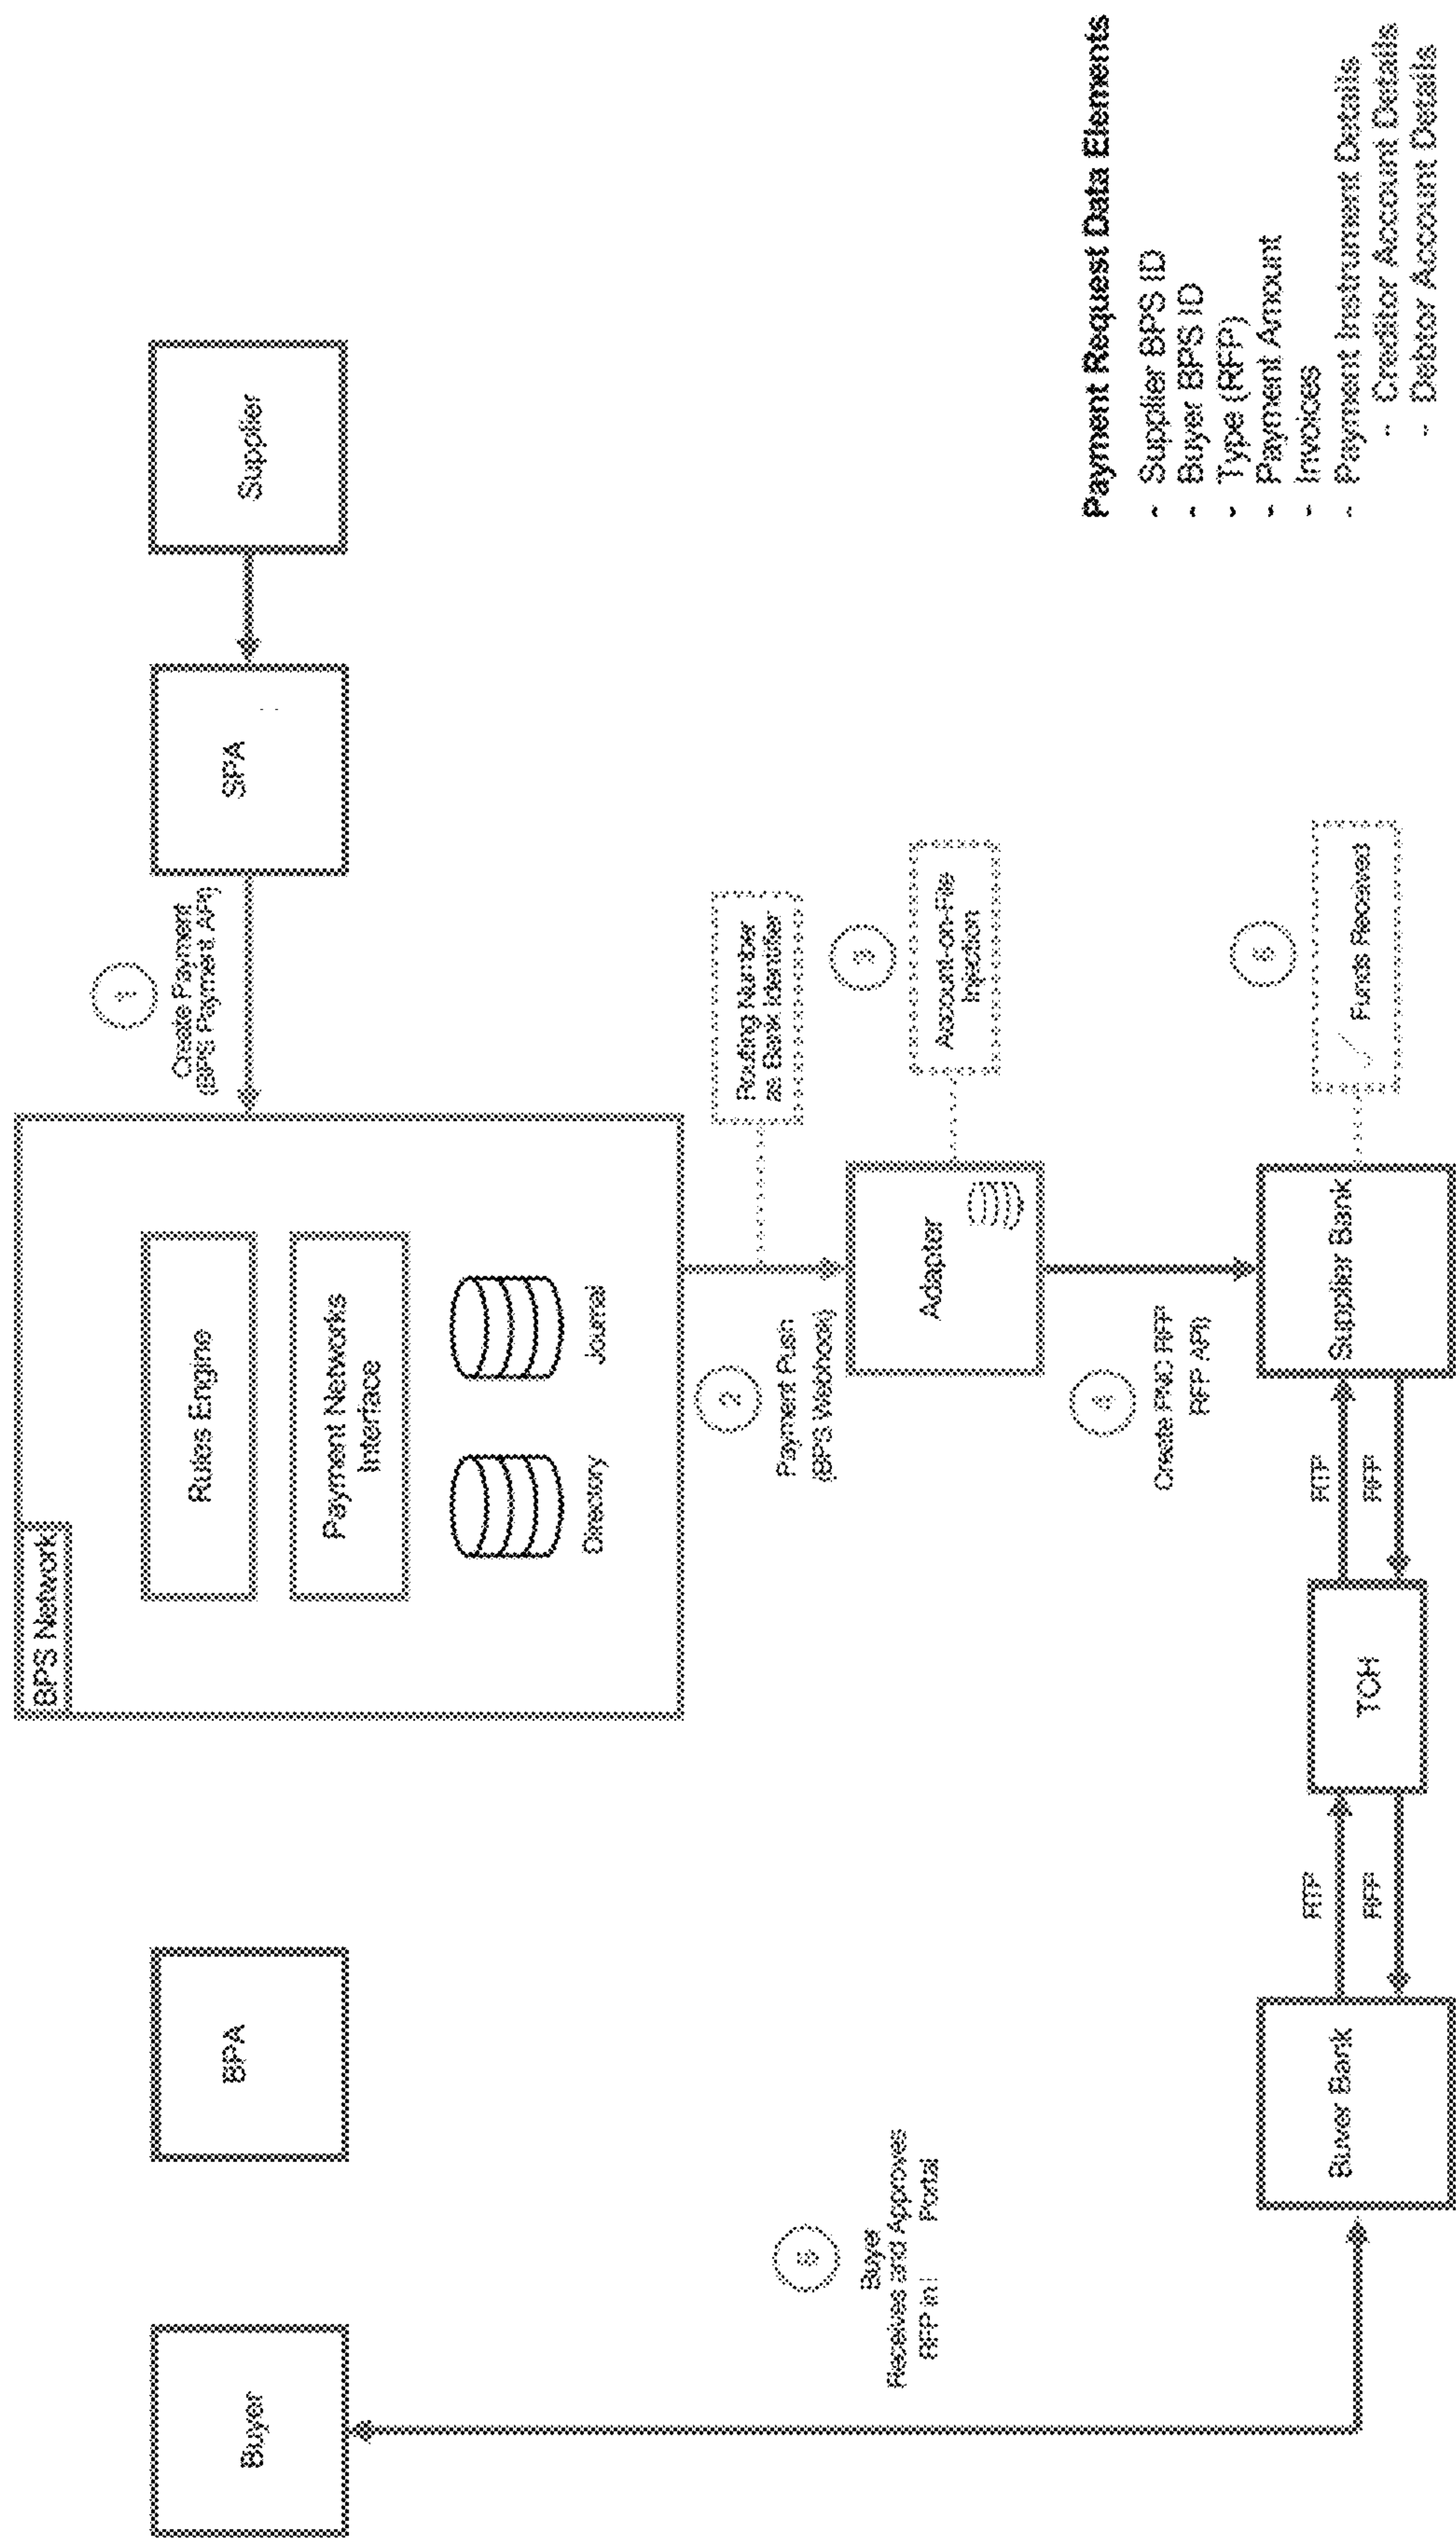 Buyer
BPA
BPS Network
Rules Engine
Payment Networks
Interface
Directory
Journal
1
Create Payment
(BPS Payment API)
SPA
Supplier
2
Payment Push
(BPS Webhook)
Routing Number
as Bank Identifier
Adapter
3
Account-on-File
Injection
4
Create PNC RFP
RFP API)
Buyer
Receives and Approves
RFP in Portal
Buyer Bank
RTP
RFP
TCH
RTP
RFP
Supplier Bank
✓ Funds Received
Payment Request Data Elements
- Supplier BPS ID
- Buyer BPS ID
- Type (RFP)
- Payment Amount
- Invoices
- Payment Instrument Details
- Creditor Account Details
- Debtor Account Details